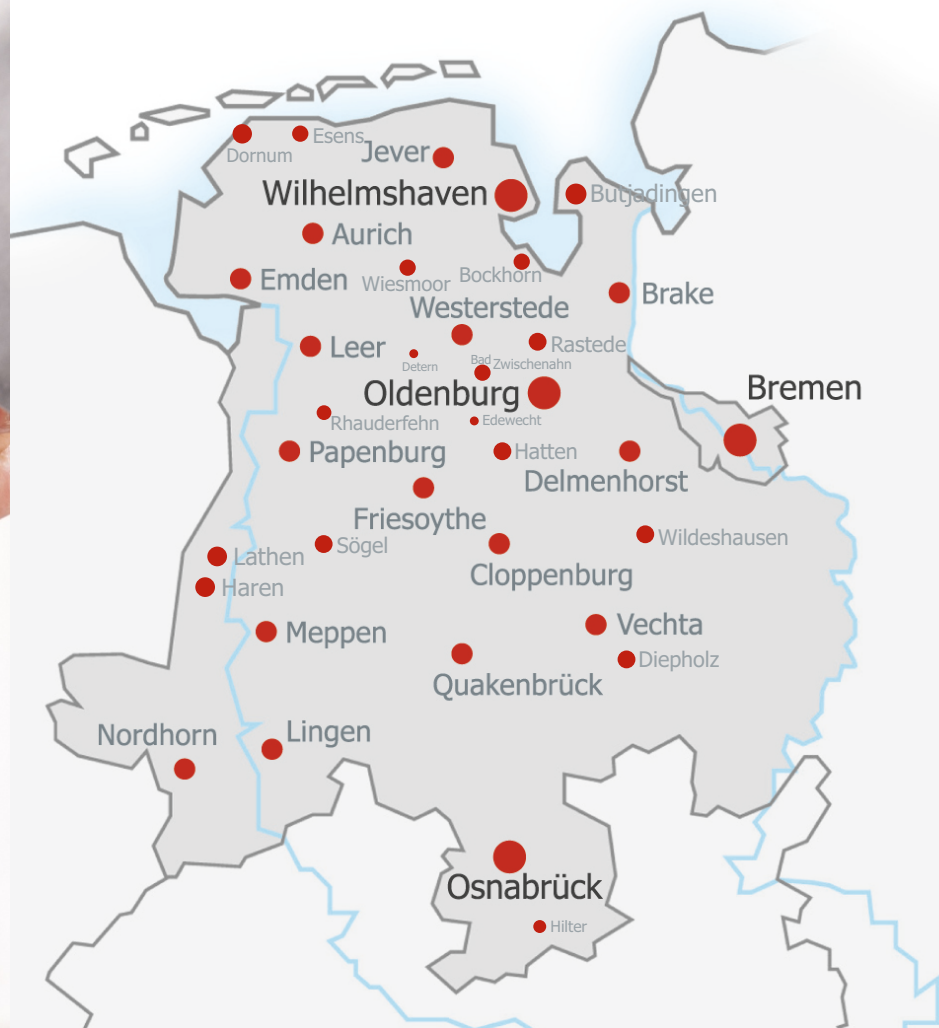 Esens
Dornum
Jever
Wilhelmshaven
Butjadingen
Aurich
Bockhorn
Emden
Wiesmoor
Brake
Westerstede
Leer
Rastede
Bad
Zwischenahn
Detern
Oldenburg
Bremen
Rhauderfehn
Edewecht
Papenburg
Hatten
Delmenhorst
Friesoythe
Wildeshausen
Sögel
Lathen
Cloppenburg
Haren
Vechta
Meppen
Diepholz
Quakenbrück
Nordhorn
Lingen
Osnabrück
Hilter